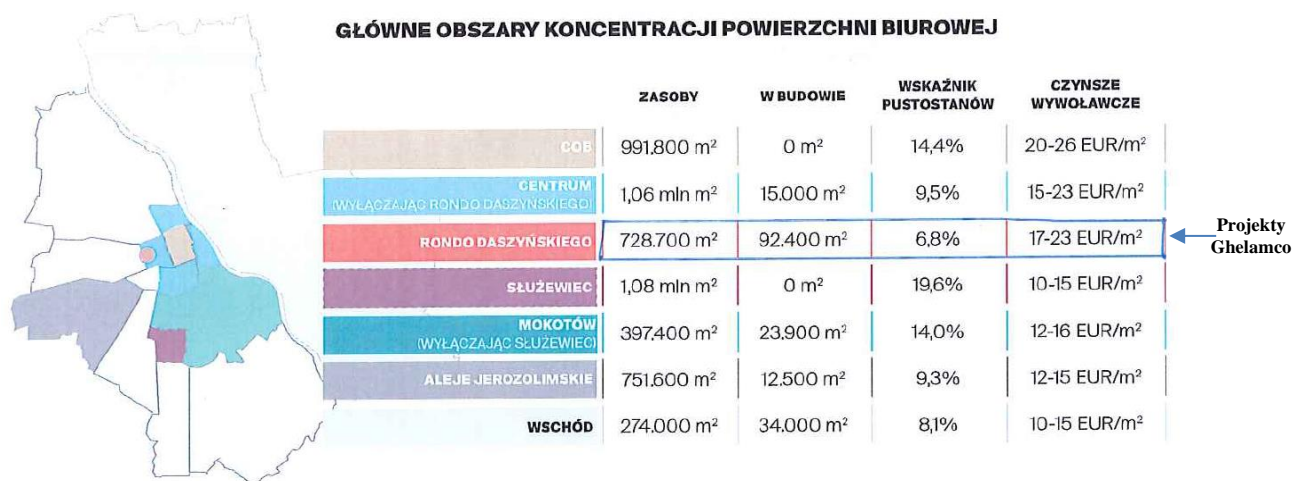 GŁÓWNE OBSZARY KONCENTRACJI POWIERZCHNI BIUROWEJ
ZASOBY W BUDOWIE WSKAŹNIK PUSTOSTANÓW CZYNSZE WYWOŁAWCZE
COB 991.800 m² 0 m² 14,4% 20-26 EUR/m²
CENTRUM
(WYŁĄCZAJĄC RONDO DASZYŃSKIEGO) 1,06 mln m² 15.000 m² 9,5% 15-23 EUR/m²
RONDO DASZYŃSKIEGO 728.700 m² 92.400 m² 6,8% 17-23 EUR/m²
Projekty
Ghelamco
SŁUŻEWIEC 1,08 mln m² 0 m² 19,6% 10-15 EUR/m²
MOKOTÓW
(WYŁĄCZAJĄC SŁUŻEWIEC) 397.400 m² 23.900 m² 14,0% 12-16 EUR/m²
ALEJE JEROZOLIMSKIE 751.600 m² 12.500 m² 9,3% 12-15 EUR/m²
WSCHÓD 274.000 m² 34.000 m² 8,1% 10-15 EUR/m²